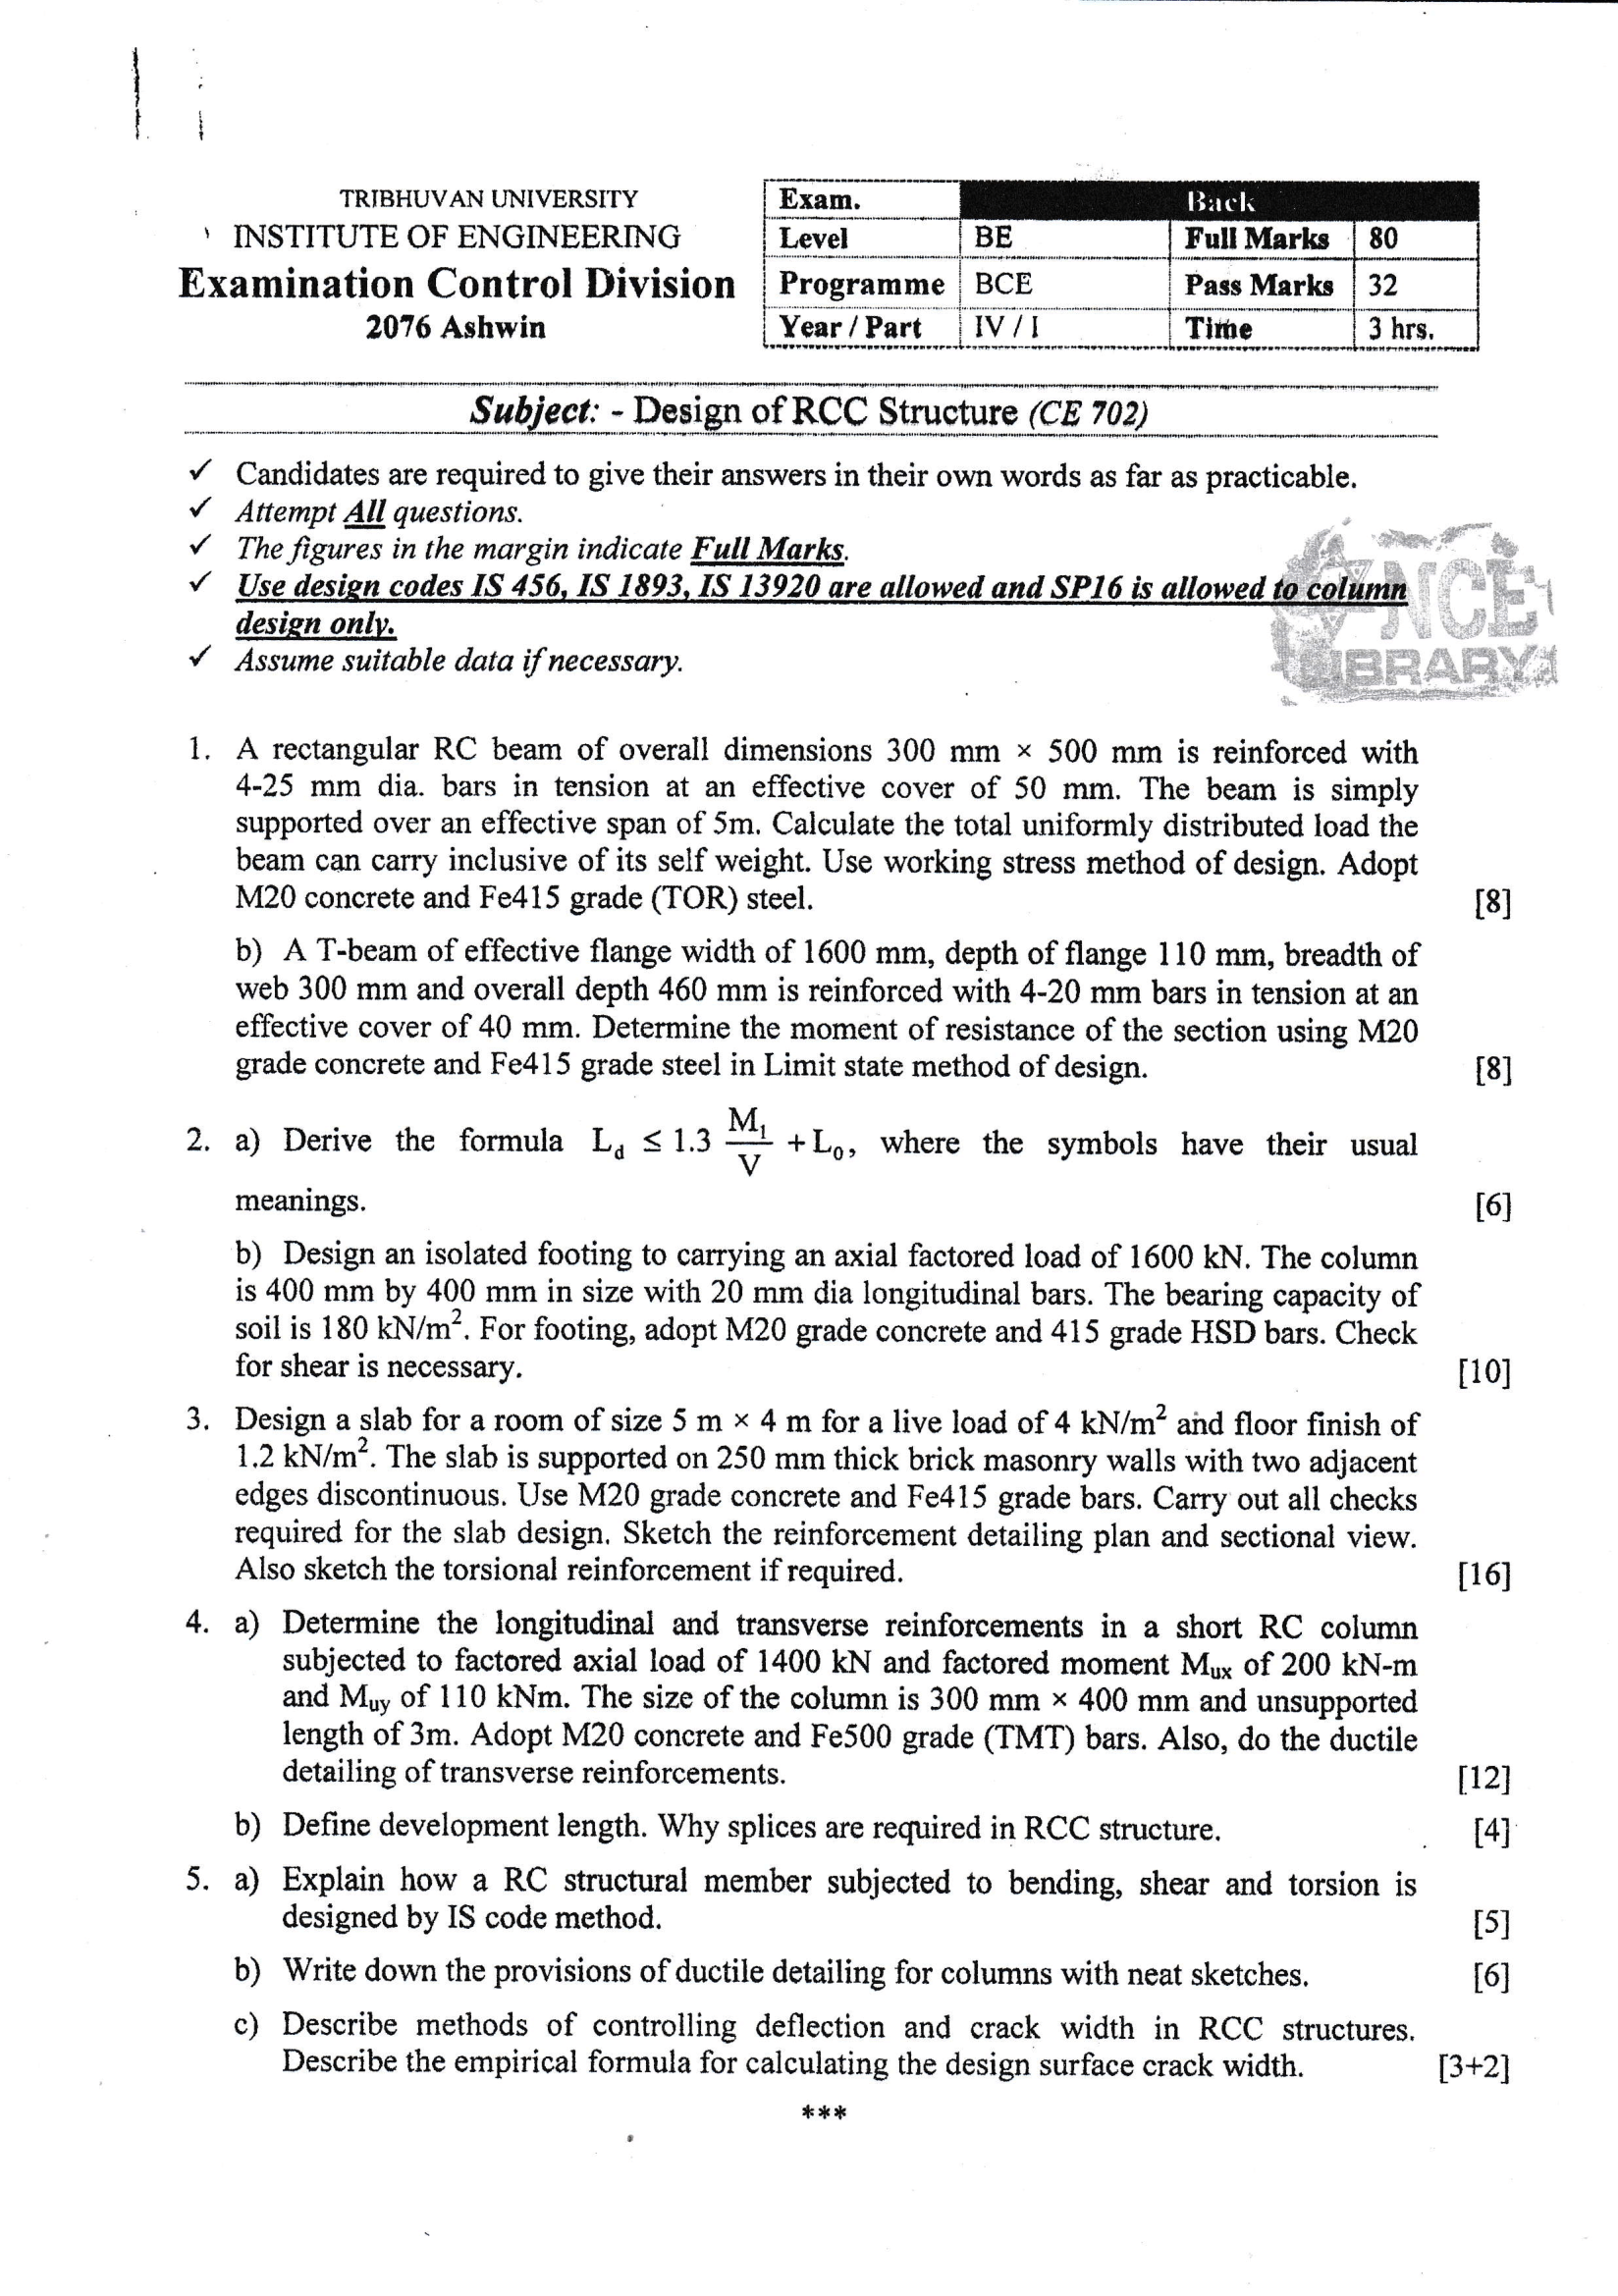 TRIBHUVAN UNIVERSITY
INSTITUTE OF ENGINEERING
Examination Control Division
2076 Ashwin
Exam. Back
Level BE Full Marks 80
Programme BCE Pass Marks 32
Year / Part IV / I Time 3 hrs.
Subject: - Design of RCC Structure (CE 702)
✓ Candidates are required to give their answers in their own words as far as practicable.
✓ Attempt All questions.
✓ The figures in the margin indicate Full Marks.
✓ Use design codes IS 456, IS 1893, IS 13920 are allowed and SP16 is allowed to column
design only.
✓ Assume suitable data if necessary.
NCE
LIBRARY
1. A rectangular RC beam of overall dimensions 300 mm × 500 mm is reinforced with
4-25 mm dia. bars in tension at an effective cover of 50 mm. The beam is simply
supported over an effective span of 5m. Calculate the total uniformly distributed load the
beam can carry inclusive of its self weight. Use working stress method of design. Adopt
M20 concrete and Fe415 grade (TOR) steel. [8]
b) A T-beam of effective flange width of 1600 mm, depth of flange 110 mm, breadth of
web 300 mm and overall depth 460 mm is reinforced with 4-20 mm bars in tension at an
effective cover of 40 mm. Determine the moment of resistance of the section using M20
grade concrete and Fe415 grade steel in Limit state method of design. [8]
2. a) Derive the formula L_d ≤ 1.3 M₁/V + L₀, where the symbols have their usual
meanings. [6]
b) Design an isolated footing to carrying an axial factored load of 1600 kN. The column
is 400 mm by 400 mm in size with 20 mm dia longitudinal bars. The bearing capacity of
soil is 180 kN/m². For footing, adopt M20 grade concrete and 415 grade HSD bars. Check
for shear is necessary. [10]
3. Design a slab for a room of size 5 m × 4 m for a live load of 4 kN/m² and floor finish of
1.2 kN/m². The slab is supported on 250 mm thick brick masonry walls with two adjacent
edges discontinuous. Use M20 grade concrete and Fe415 grade bars. Carry out all checks
required for the slab design. Sketch the reinforcement detailing plan and sectional view.
Also sketch the torsional reinforcement if required. [16]
4. a) Determine the longitudinal and transverse reinforcements in a short RC column
subjected to factored axial load of 1400 kN and factored moment Mux of 200 kN-m
and Muy of 110 kNm. The size of the column is 300 mm × 400 mm and unsupported
length of 3m. Adopt M20 concrete and Fe500 grade (TMT) bars. Also, do the ductile
detailing of transverse reinforcements. [12]
b) Define development length. Why splices are required in RCC structure. [4]
5. a) Explain how a RC structural member subjected to bending, shear and torsion is
designed by IS code method. [5]
b) Write down the provisions of ductile detailing for columns with neat sketches. [6]
c) Describe methods of controlling deflection and crack width in RCC structures.
Describe the empirical formula for calculating the design surface crack width. [3+2]
***